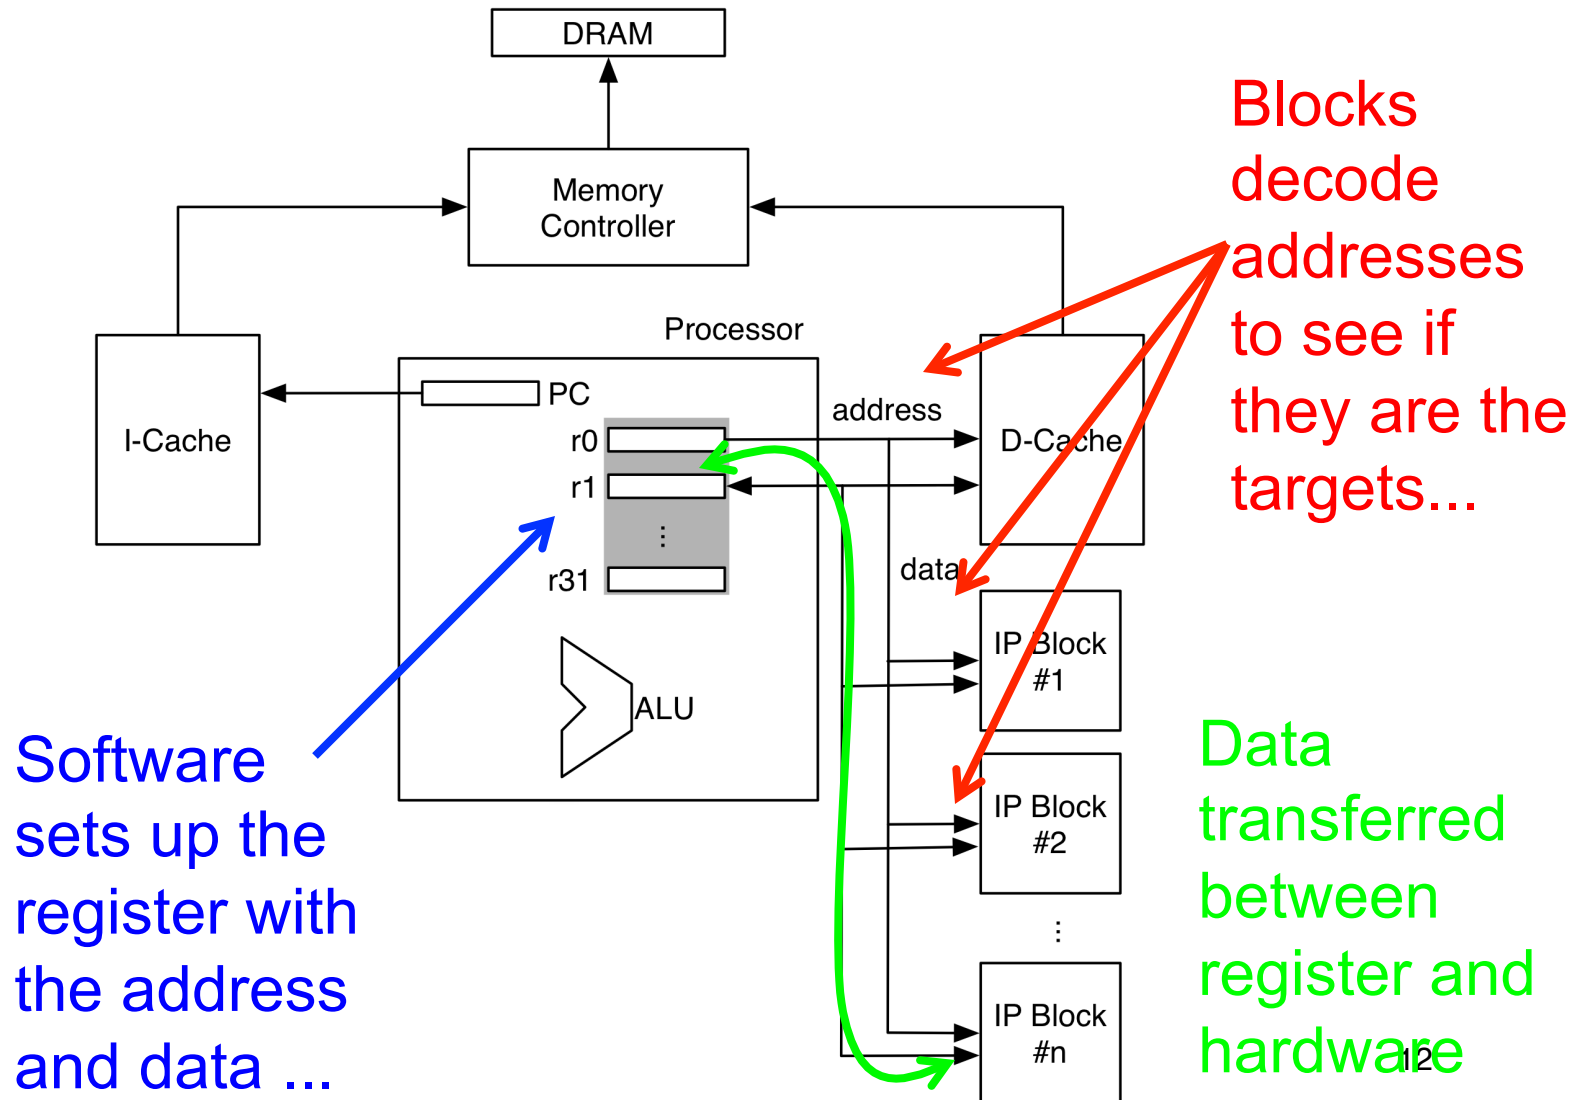 DRAM
Memory
Controller
Blocks
decode
addresses
to see if
they are the
targets...
Processor
PC
address
I-Cache
r0
D-Cache
r1
...
r31
data
IP Block
#1
ALU
Software
sets up the
register with
the address
and data ...
IP Block
#2
...
IP Block
#n
Data
transferred
between
register and
hardware
12